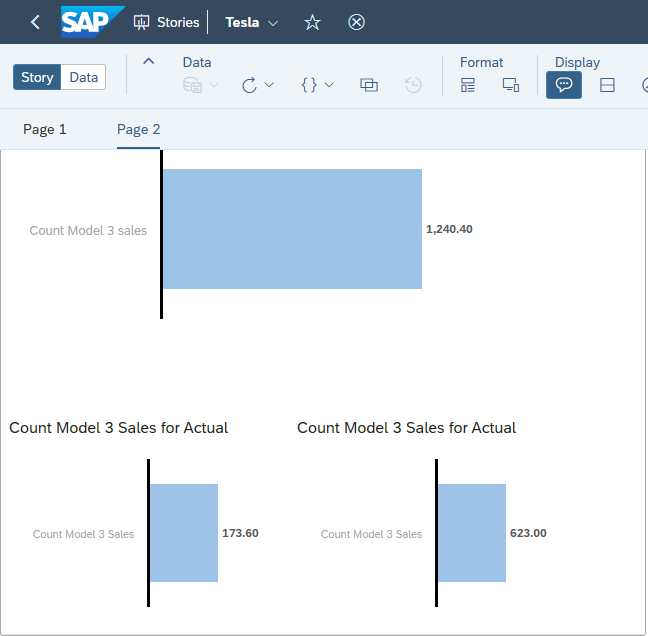 SAP Stories Tesla
Data Format Display
Story Data
Page 1 Page 2
Count Model 3 sales 1,240.40
Count Model 3 Sales for Actual Count Model 3 Sales for Actual
Count Model 3 Sales 173.60 Count Model 3 Sales 623.00